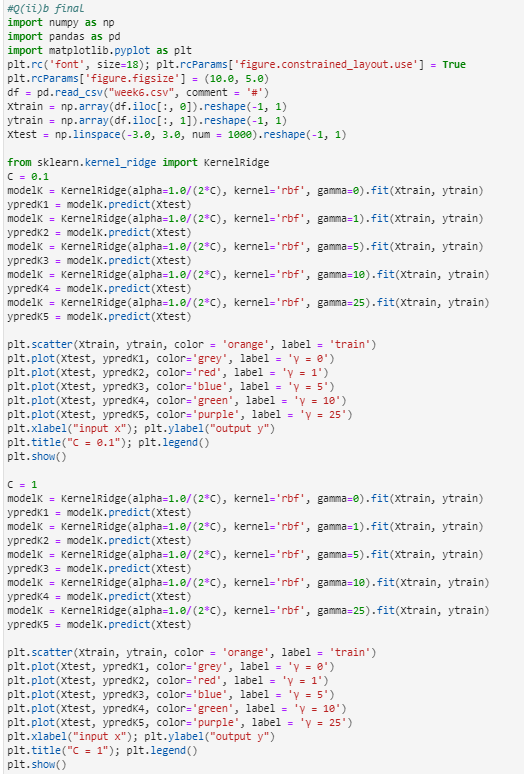 #Q(ii)b final
import numpy as np
import pandas as pd
import matplotlib.pyplot as plt
plt.rc('font', size=18); plt.rcParams['figure.constrained_layout.use'] = True
plt.rcParams['figure.figsize'] = (10.0, 5.0)
df = pd.read_csv("week6.csv", comment = '#')
Xtrain = np.array(df.iloc[:, 0]).reshape(-1, 1)
ytrain = np.array(df.iloc[:, 1]).reshape(-1, 1)
Xtest = np.linspace(-3.0, 3.0, num = 1000).reshape(-1, 1)

from sklearn.kernel_ridge import KernelRidge
C = 0.1
modelK = KernelRidge(alpha=1.0/(2*C), kernel='rbf', gamma=0).fit(Xtrain, ytrain)
ypredK1 = modelK.predict(Xtest)
modelK = KernelRidge(alpha=1.0/(2*C), kernel='rbf', gamma=1).fit(Xtrain, ytrain)
ypredK2 = modelK.predict(Xtest)
modelK = KernelRidge(alpha=1.0/(2*C), kernel='rbf', gamma=5).fit(Xtrain, ytrain)
ypredK3 = modelK.predict(Xtest)
modelK = KernelRidge(alpha=1.0/(2*C), kernel='rbf', gamma=10).fit(Xtrain, ytrain)
ypredK4 = modelK.predict(Xtest)
modelK = KernelRidge(alpha=1.0/(2*C), kernel='rbf', gamma=25).fit(Xtrain, ytrain)
ypredK5 = modelK.predict(Xtest)

plt.scatter(Xtrain, ytrain, color = 'orange', label = 'train')
plt.plot(Xtest, ypredK1, color='grey', label = 'γ = 0')
plt.plot(Xtest, ypredK2, color='red', label = 'γ = 1')
plt.plot(Xtest, ypredK3, color='blue', label = 'γ = 5')
plt.plot(Xtest, ypredK4, color='green', label = 'γ = 10')
plt.plot(Xtest, ypredK5, color='purple', label = 'γ = 25')
plt.xlabel("input x"); plt.ylabel("output y")
plt.title("C = 0.1"); plt.legend()
plt.show()

C = 1
modelK = KernelRidge(alpha=1.0/(2*C), kernel='rbf', gamma=0).fit(Xtrain, ytrain)
ypredK1 = modelK.predict(Xtest)
modelK = KernelRidge(alpha=1.0/(2*C), kernel='rbf', gamma=1).fit(Xtrain, ytrain)
ypredK2 = modelK.predict(Xtest)
modelK = KernelRidge(alpha=1.0/(2*C), kernel='rbf', gamma=5).fit(Xtrain, ytrain)
ypredK3 = modelK.predict(Xtest)
modelK = KernelRidge(alpha=1.0/(2*C), kernel='rbf', gamma=10).fit(Xtrain, ytrain)
ypredK4 = modelK.predict(Xtest)
modelK = KernelRidge(alpha=1.0/(2*C), kernel='rbf', gamma=25).fit(Xtrain, ytrain)
ypredK5 = modelK.predict(Xtest)

plt.scatter(Xtrain, ytrain, color = 'orange', label = 'train')
plt.plot(Xtest, ypredK1, color='grey', label = 'γ = 0')
plt.plot(Xtest, ypredK2, color='red', label = 'γ = 1')
plt.plot(Xtest, ypredK3, color='blue', label = 'γ = 5')
plt.plot(Xtest, ypredK4, color='green', label = 'γ = 10')
plt.plot(Xtest, ypredK5, color='purple', label = 'γ = 25')
plt.xlabel("input x"); plt.ylabel("output y")
plt.title("C = 1"); plt.legend()
plt.show()